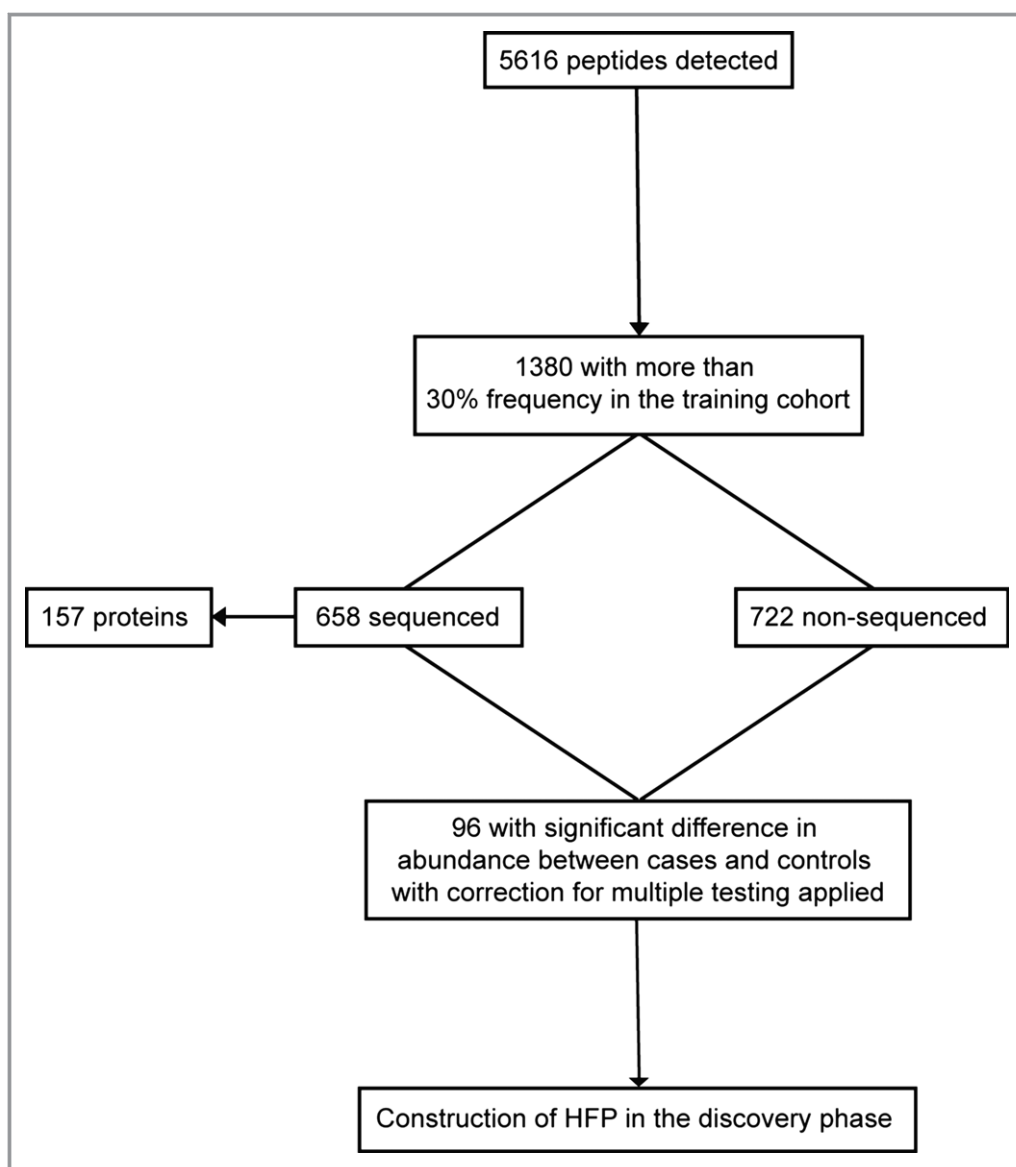 5616 peptides detected
1380 with more than
30% frequency in the training cohort
157 proteins
658 sequenced
722 non-sequenced
96 with significant difference in
abundance between cases and controls
with correction for multiple testing applied
Construction of HFP in the discovery phase